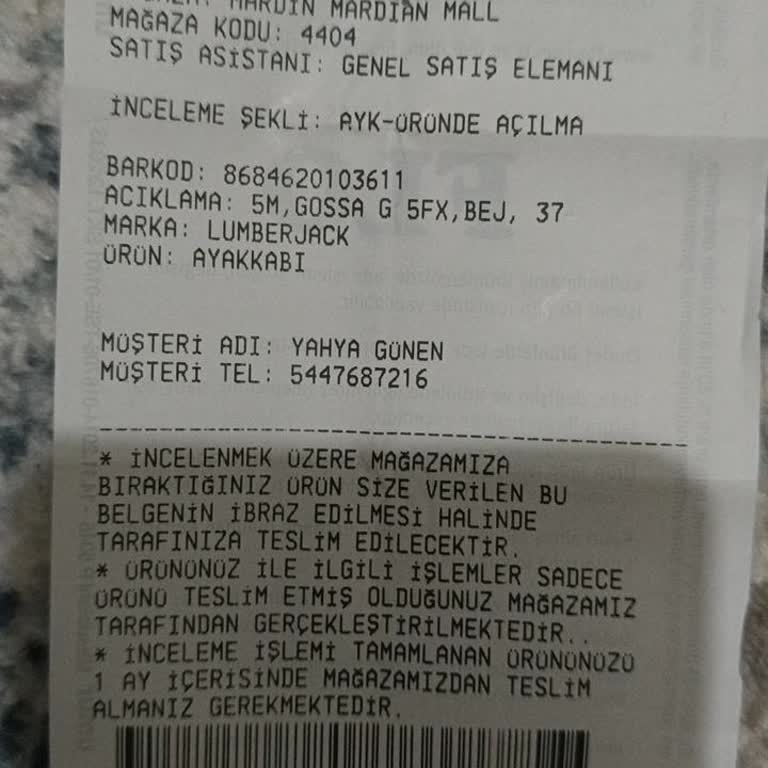 MARDİN MARDIAN MALL
MAĞAZA KODU: 4404
SATIŞ ASİSTANI: GENEL SATIŞ ELEMANI
İNCELEME ŞEKLİ: AYK-ÜRÜNDE AÇILMA
BARKOD: 8684620103611
ACIKLAMA: 5M,GOSSA G 5FX,BEJ, 37
MARKA: LUMBERJACK
ÜRÜN: AYAKKABI
MÜŞTERİ ADI: YAHYA GÜNEN
MÜŞTERİ TEL: 5447687216
* İNCELENMEK ÜZERE MAĞAZAMIZA
BIRAKTIĞINIZ ÜRÜN SİZE VERİLEN BU
BELGENİN İBRAZ EDİLMESİ HALİNDE
TARAFINIZA TESLİM EDİLECEKTİR.
* ÜRÜNÜNÜZ İLE İLGİLİ İŞLEMLER SADECE
ÜRÜNÜ TESLİM ETMİŞ OLDUĞUNUZ MAĞAZAMIZ
TARAFINDAN GERÇEKLEŞTİRİLMEKTEDİR..
* İNCELEME İŞLEMİ TAMAMLANAN ÜRÜNÜNÜZÜ
1 AY İÇERİSİNDE MAĞAZAMIZDAN TESLİM
ALMANIZ GEREKMEKTEDİR.